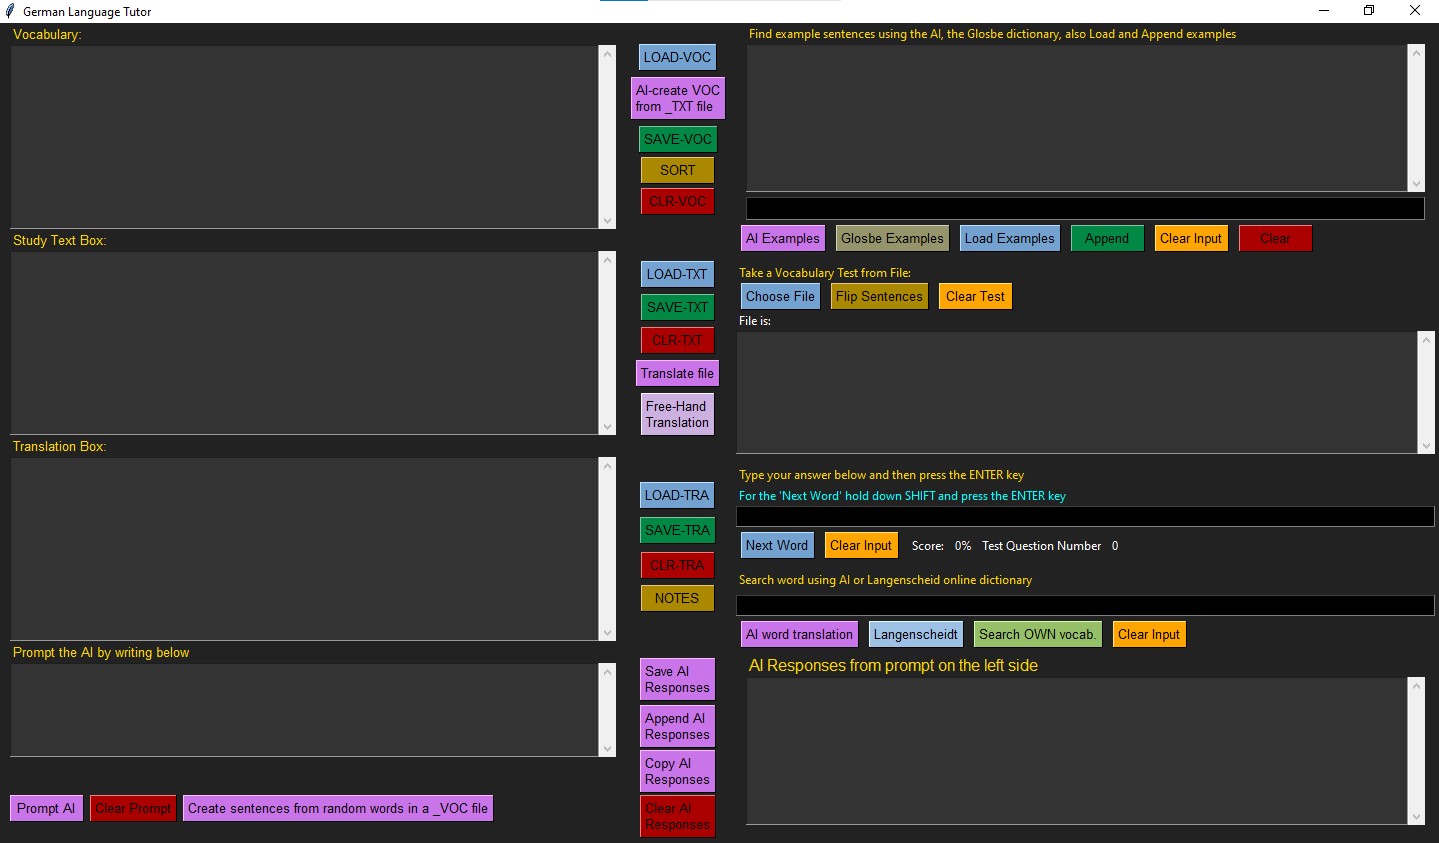 German Language Tutor
Vocabulary:
LOAD-VOC
AI-create VOC
from _TXT file
SAVE-VOC
SORT
CLR-VOC
Study Text Box:
LOAD-TXT
SAVE-TXT
CLR-TXT
Translate file
Free-Hand
Translation
Translation Box:
LOAD-TRA
SAVE-TRA
CLR-TRA
NOTES
Prompt the AI by writing below
Save AI
Responses
Append AI
Responses
Copy AI
Responses
Clear AI
Responses
Prompt AI Clear Prompt Create sentences from random words in a _VOC file
Find example sentences using the AI, the Glosbe dictionary, also Load and Append examples
AI Examples Glosbe Examples Load Examples Append Clear Input Clear
Take a Vocabulary Test from File:
Choose File Flip Sentences Clear Test
File is:
Type your answer below and then press the ENTER key
For the 'Next Word' hold down SHIFT and press the ENTER key
Next Word Clear Input Score: 0% Test Question Number 0
Search word using AI or Langenscheid online dictionary
AI word translation Langenscheidt Search OWN vocab. Clear Input
AI Responses from prompt on the left side